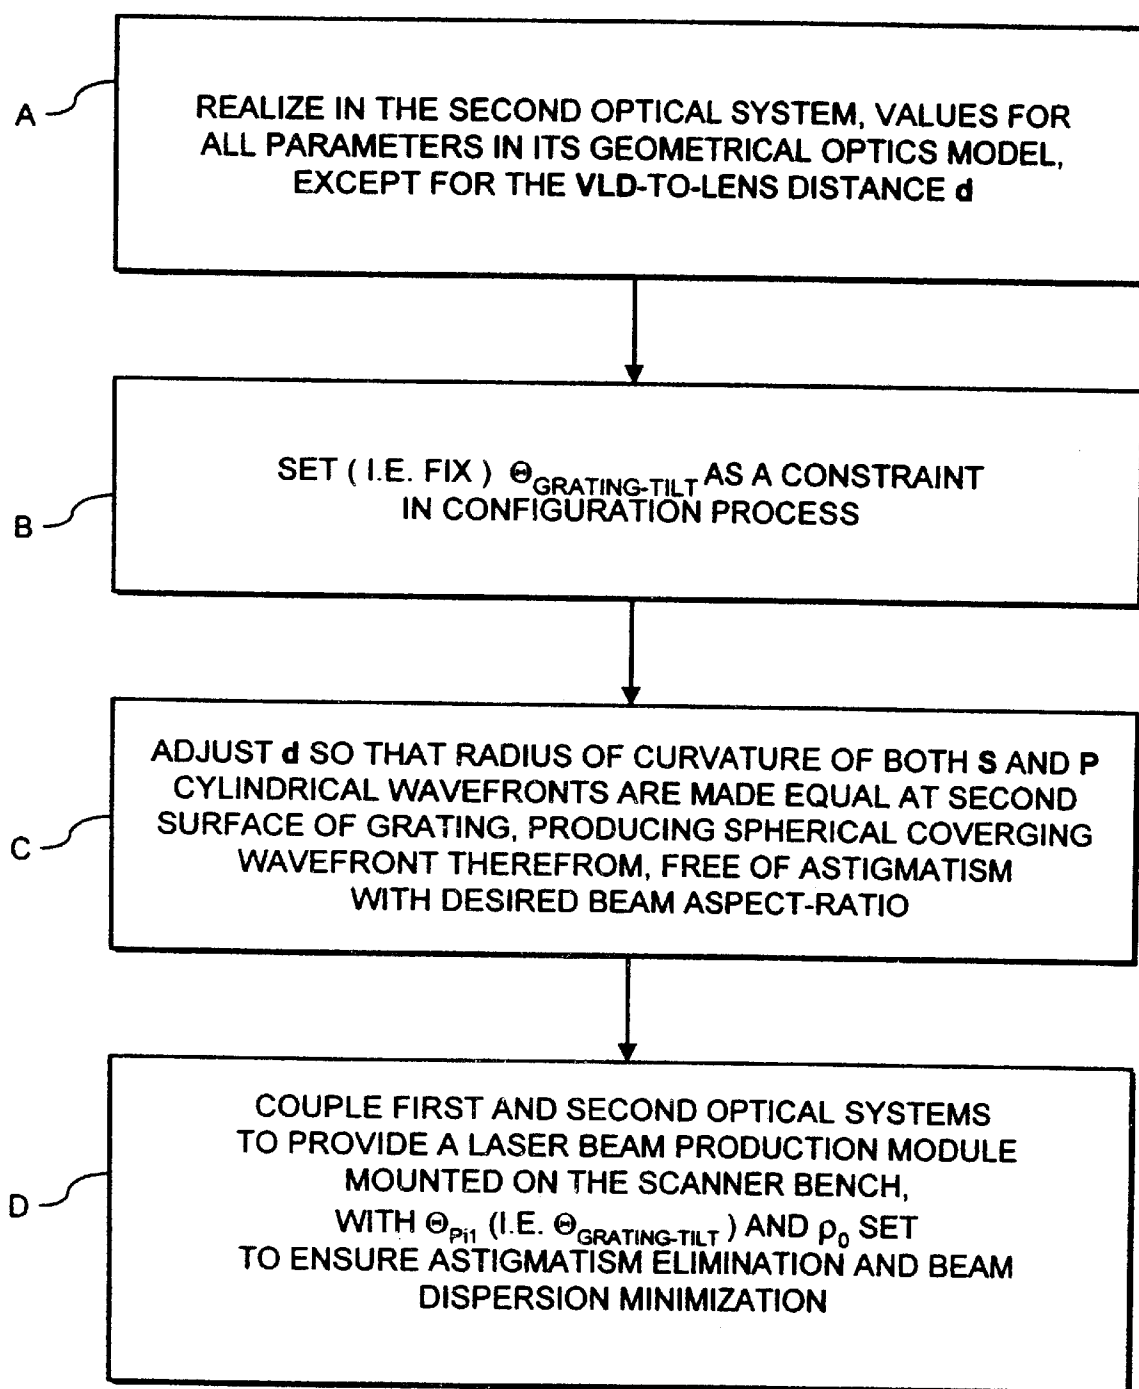 A
REALIZE IN THE SECOND OPTICAL SYSTEM, VALUES FOR
ALL PARAMETERS IN ITS GEOMETRICAL OPTICS MODEL,
EXCEPT FOR THE VLD-TO-LENS DISTANCE d
B
SET ( I.E. FIX ) Θ_GRATING-TILT AS A CONSTRAINT
IN CONFIGURATION PROCESS
C
ADJUST d SO THAT RADIUS OF CURVATURE OF BOTH S AND P
CYLINDRICAL WAVEFRONTS ARE MADE EQUAL AT SECOND
SURFACE OF GRATING, PRODUCING SPHERICAL COVERGING
WAVEFRONT THEREFROM, FREE OF ASTIGMATISM
WITH DESIRED BEAM ASPECT-RATIO
D
COUPLE FIRST AND SECOND OPTICAL SYSTEMS
TO PROVIDE A LASER BEAM PRODUCTION MODULE
MOUNTED ON THE SCANNER BENCH,
WITH Θ_Pi1 (I.E. Θ_GRATING-TILT ) AND ρ_0 SET
TO ENSURE ASTIGMATISM ELIMINATION AND BEAM
DISPERSION MINIMIZATION